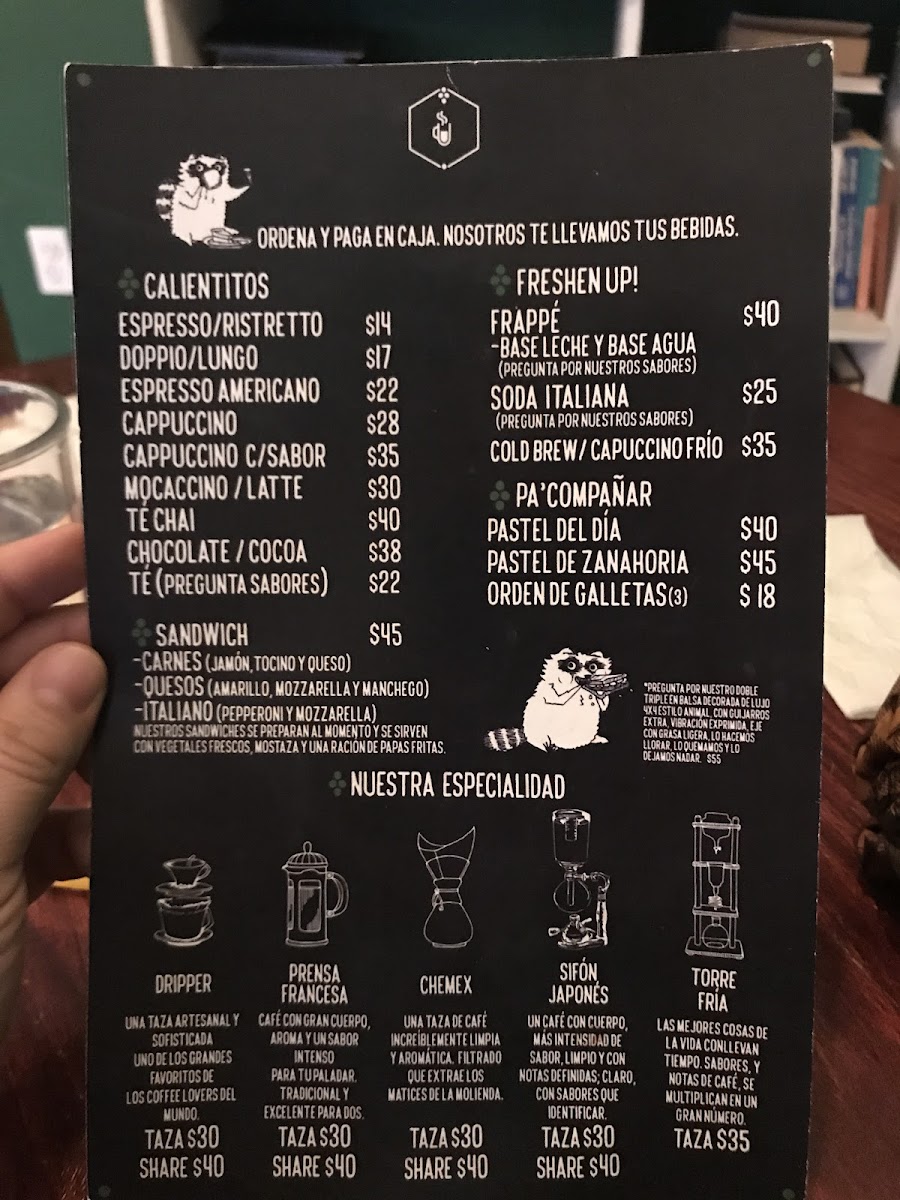 ORDENA Y PAGA EN CAJA. NOSOTROS TE LLEVAMOS TUS BEBIDAS.
CALIENTITOS
ESPRESSO/RISTRETTO $14
DOPPIO/LUNGO $17
ESPRESSO AMERICANO $22
CAPPUCCINO $28
CAPPUCCINO C/SABOR $35
MOCACCINO / LATTE $30
TÉ CHAI $40
CHOCOLATE / COCOA $38
TÉ (PREGUNTA SABORES) $22
SANDWICH $45
-CARNES (JAMÓN, TOCINO Y QUESO)
-QUESOS (AMARILLO, MOZZARELLA Y MANCHEGO)
-ITALIANO (PEPPERONI Y MOZZARELLA)
NUESTROS SANDWICHES SE PREPARAN AL MOMENTO Y SE SIRVEN
CON VEGETALES FRESCOS, MOSTAZA Y UNA RACION DE PAPAS FRITAS.
FRESHEN UP!
FRAPPÉ $40
-BASE LECHE Y BASE AGUA
(PREGUNTA POR NUESTROS SABORES)
SODA ITALIANA $25
(PREGUNTA POR NUESTROS SABORES)
COLD BREW/ CAPUCCINO FRÍO $35
PA'COMPAÑAR
PASTEL DEL DÍA $40
PASTEL DE ZANAHORIA $45
ORDEN DE GALLETAS(3) $ 18
*PREGUNTA POR NUESTRO DOBLE
TRIPLE EN BALSA DECORADA DE LUJO
4X4 ESTILO ANIMAL, CON GUIJARROS
EXTRA, VIBRACIÓN EXPRIMIDA, EJE
CON GRASA LIGERA, LO HACEMOS
LLORAR, LO QUEMAMOS Y LO
DEJAMOS NADAR. $55
NUESTRA ESPECIALIDAD
DRIPPER
UNA TAZA ARTESANAL Y
SOFISTICADA
UNO DE LOS GRANDES
FAVORITOS DE
LOS COFFEE LOVERS DEL
MUNDO.
TAZA $30
SHARE $40
PRENSA
FRANCESA
CAFÉ CON GRAN CUERPO,
AROMA Y UN SABOR
INTENSO
PARA TU PALADAR.
TRADICIONAL Y
EXCELENTE PARA DOS.
TAZA $30
SHARE $40
CHEMEX
UNA TAZA DE CAFÉ
INCREÍBLEMENTE LIMPIA
Y AROMÁTICA. FILTRADO
QUE EXTRAE LOS
MATICES DE LA MOLIENDA.
TAZA $30
SHARE $40
SIFÓN
JAPONÉS
UN CAFÉ CON CUERPO,
MÁS INTENSIDAD DE
SABOR, LIMPIO Y CON
NOTAS DEFINIDAS; CLARO,
CON SABORES QUE
IDENTIFICAR.
TAZA $30
SHARE $40
TORRE
FRÍA
LAS MEJORES COSAS DE
LA VIDA CONLLEVAN
TIEMPO. SABORES, Y
NOTAS DE CAFÉ, SE
MULTIPLICAN EN UN
GRAN NÚMERO.
TAZA $35